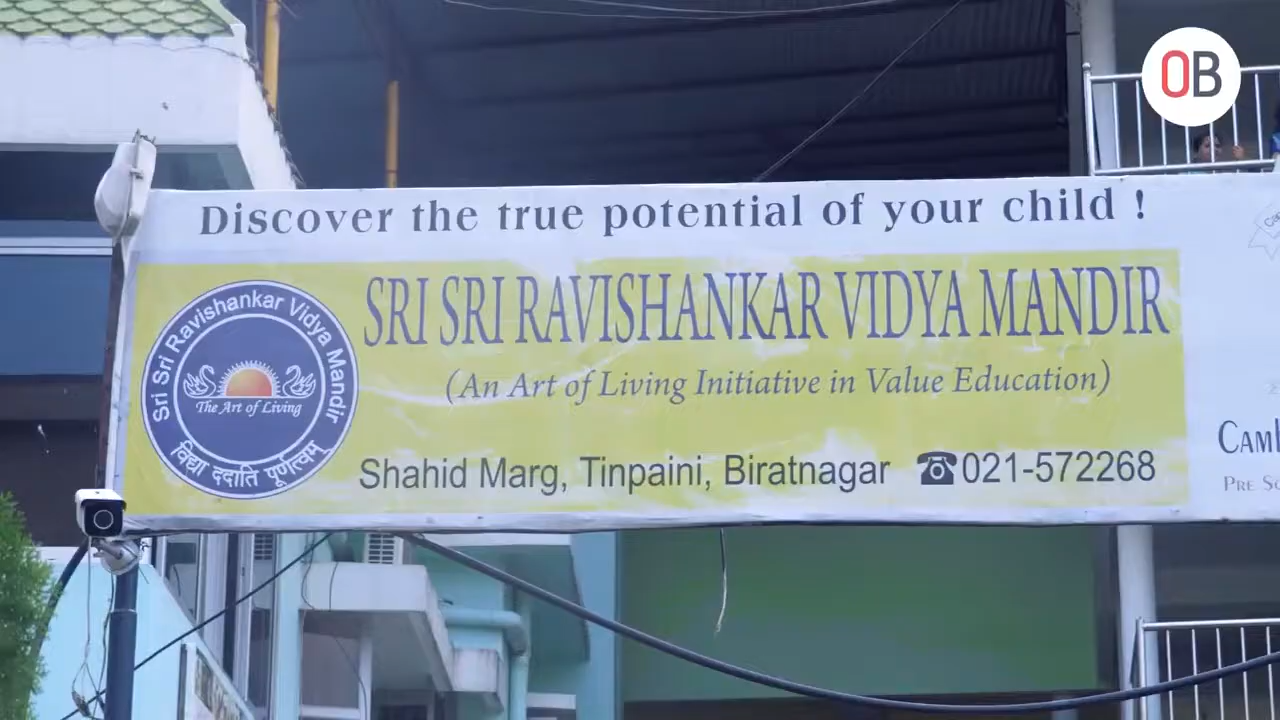 OB
Discover the true potential of your child !
SRI SRI RAVISHANKAR VIDYA MANDIR
(An Art of Living Initiative in Value Education)
Shahid Marg, Tinpaini, Biratnagar ☎021-572268
Sri Sri Ravishankar Vidya Mandir
The Art of Living
विद्या ददाति पूर्णत्वम्